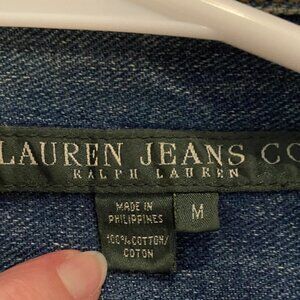 LAUREN JEANS CO
RALPH LAUREN
MADE IN
PHILIPPINES
M
100% COTTON/
COTON